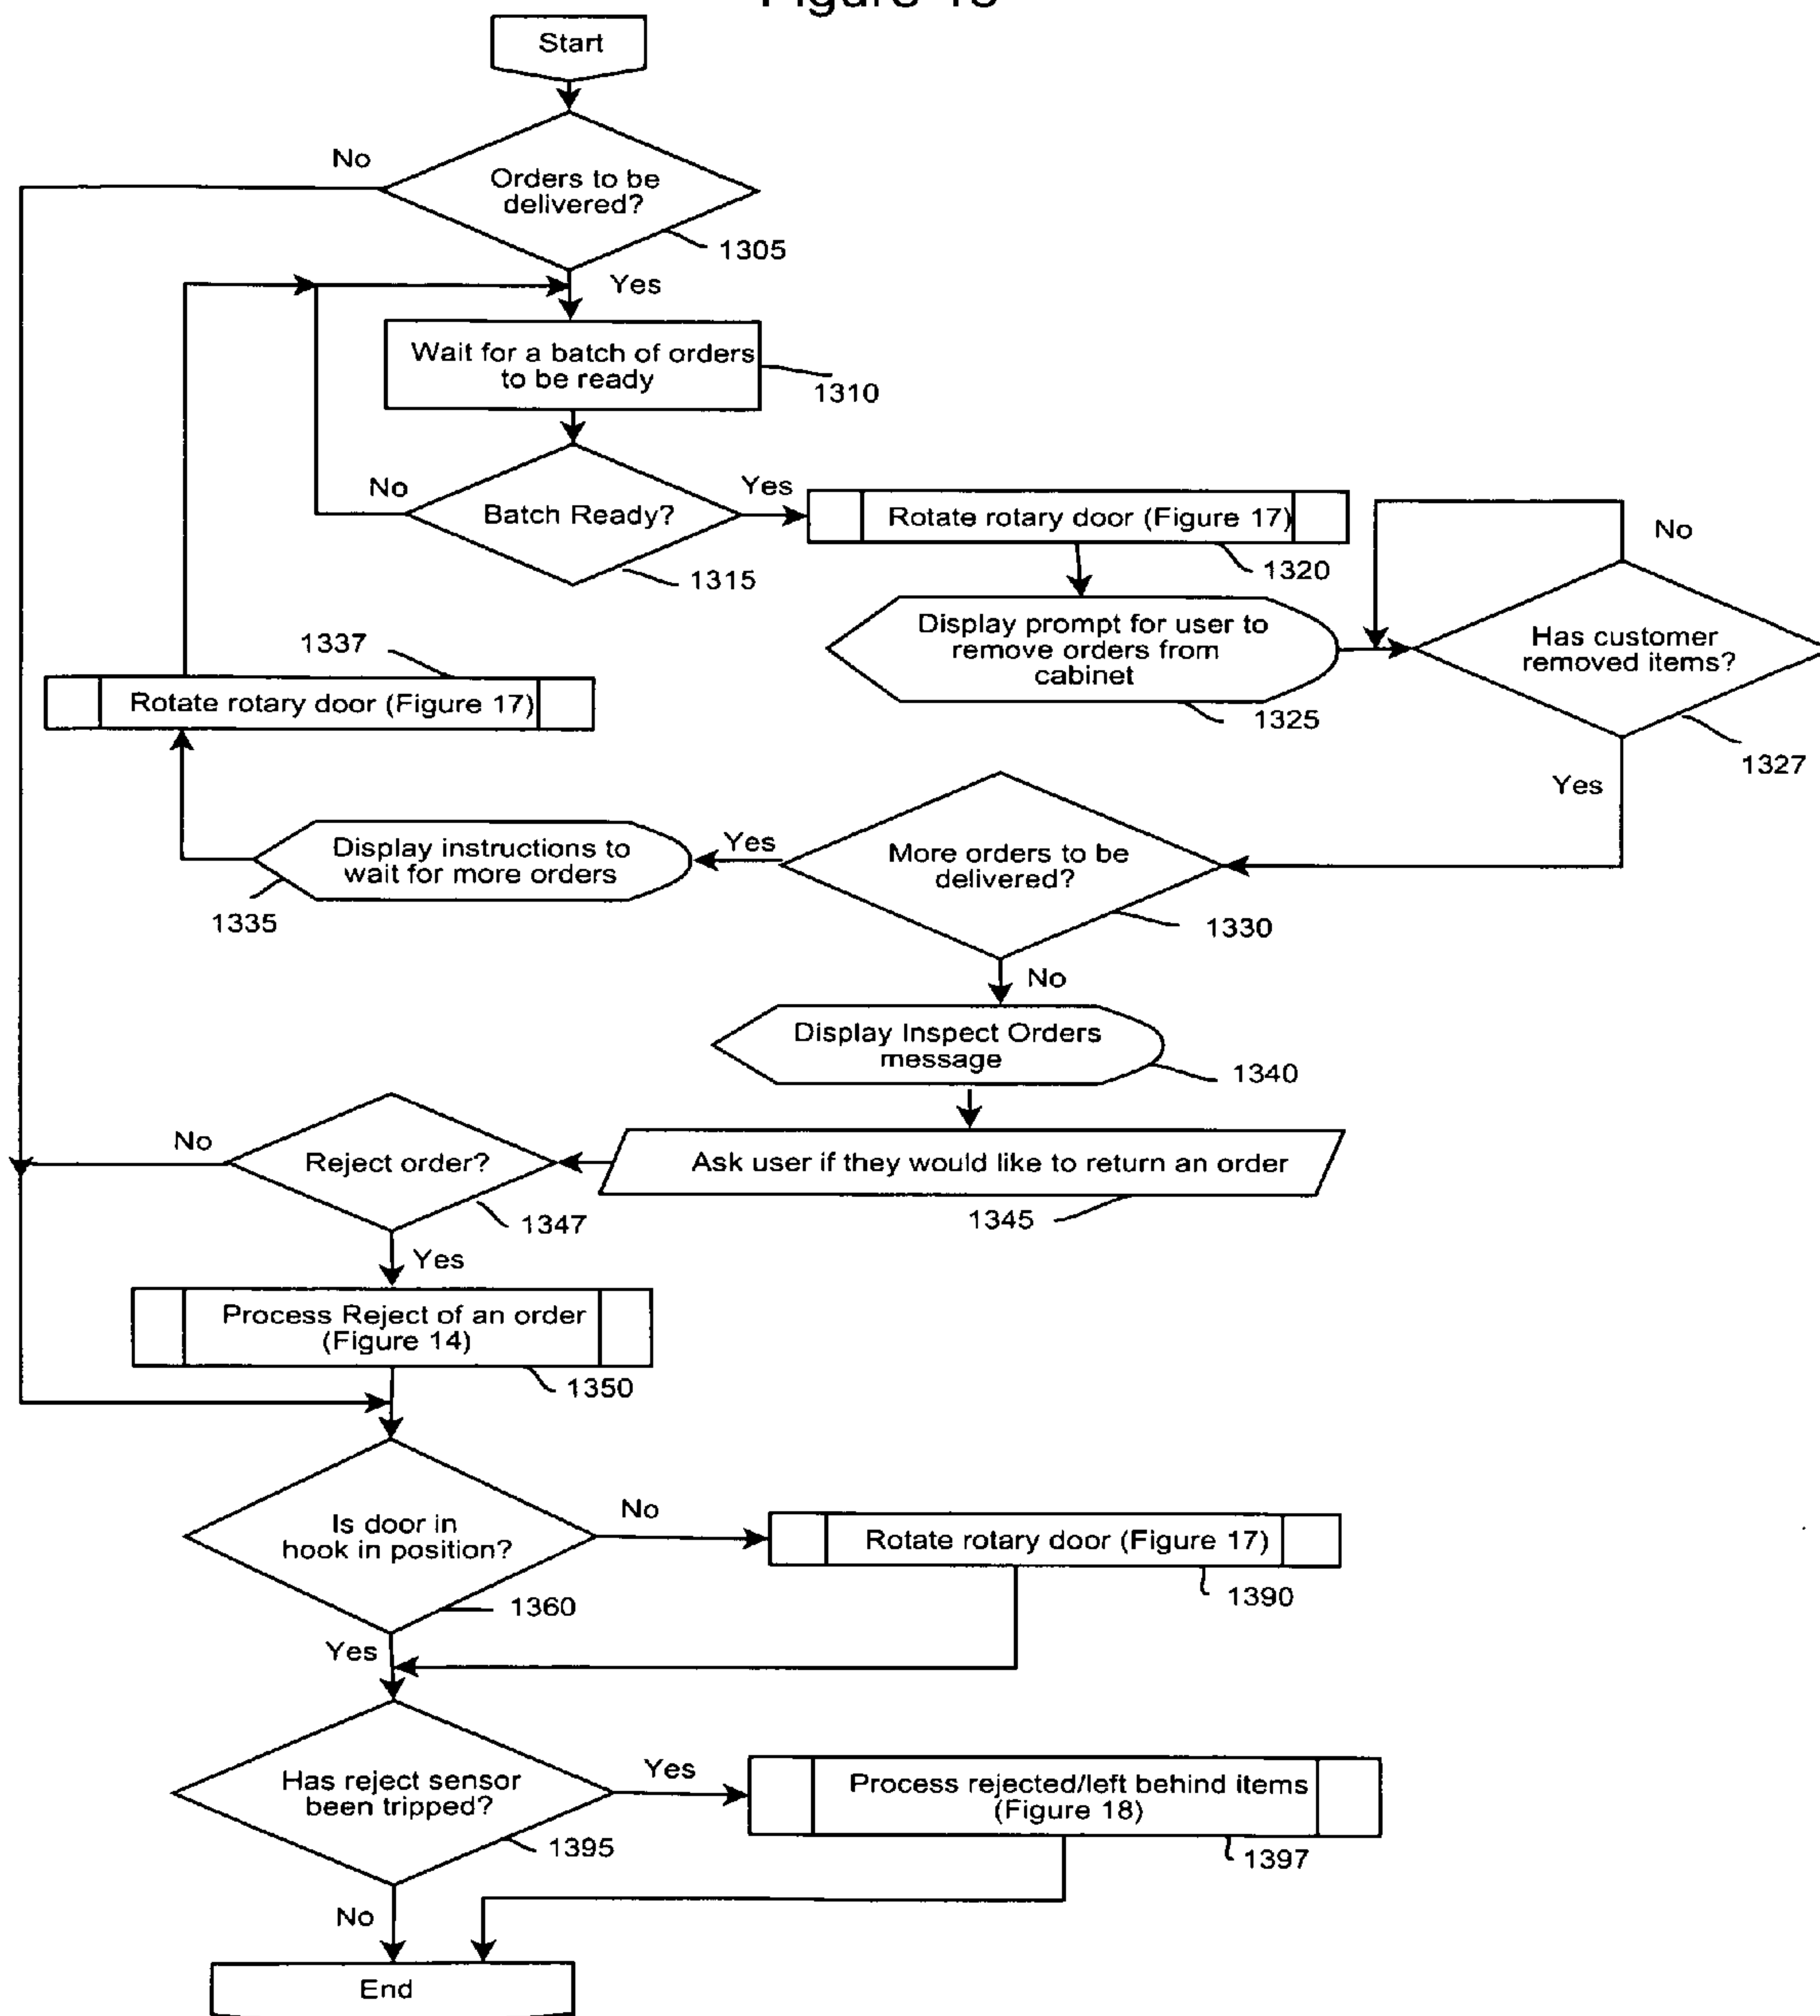 Start
No
Orders to be
delivered?
1305
Yes
Wait for a batch of orders
to be ready
1310
No
Batch Ready?
Yes
1315
Rotate rotary door (Figure 17)
1320
No
Display prompt for user to
remove orders from
cabinet
1325
Has customer
removed items?
1327
Yes
1337
Rotate rotary door (Figure 17)
Display instructions to
wait for more orders
1335
Yes
More orders to be
delivered?
1330
No
Display Inspect Orders
message
1340
No
Reject order?
1347
Ask user if they would like to return an order
1345
Yes
Process Reject of an order
(Figure 14)
1350
Is door in
hook in position?
1360
No
Rotate rotary door (Figure 17)
1390
Yes
Has reject sensor
been tripped?
1395
Yes
Process rejected/left behind items
(Figure 18)
1397
No
End